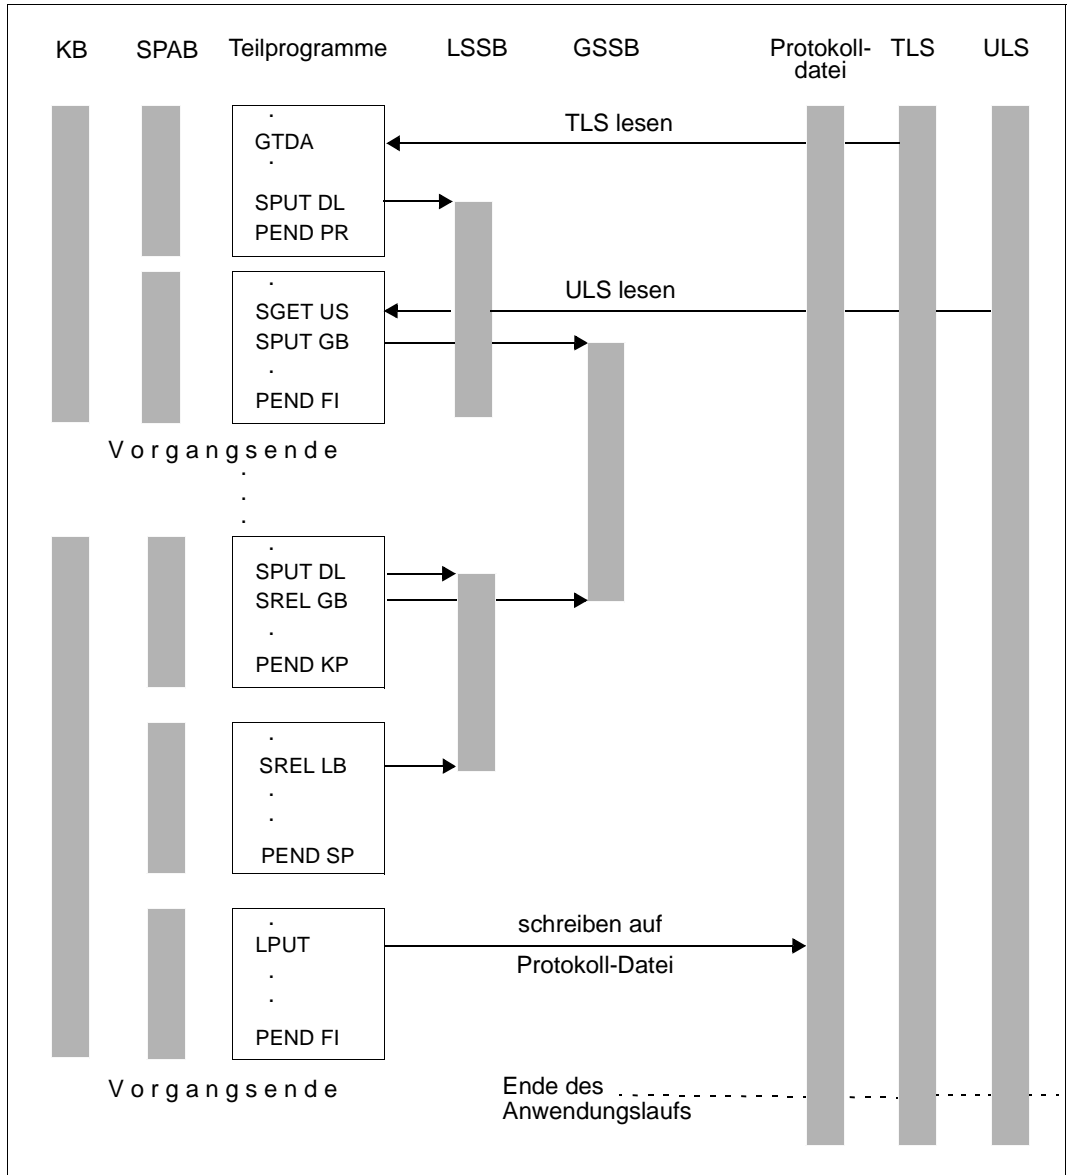 KB SPAB Teilprogramme LSSB GSSB Protokoll- TLS ULS
datei
.
TLS lesen
GTDA
.
SPUT DL
PEND PR
.
ULS lesen
SGET US
SPUT GB
.
PEND FI
Vorgangsende
.
.
.
.
SPUT DL
SREL GB
.
PEND KP
.
SREL LB
.
.
PEND SP
.
schreiben auf
LPUT
Protokoll-Datei
.
.
PEND FI
Vorgangsende
Ende des
Anwendungslaufs